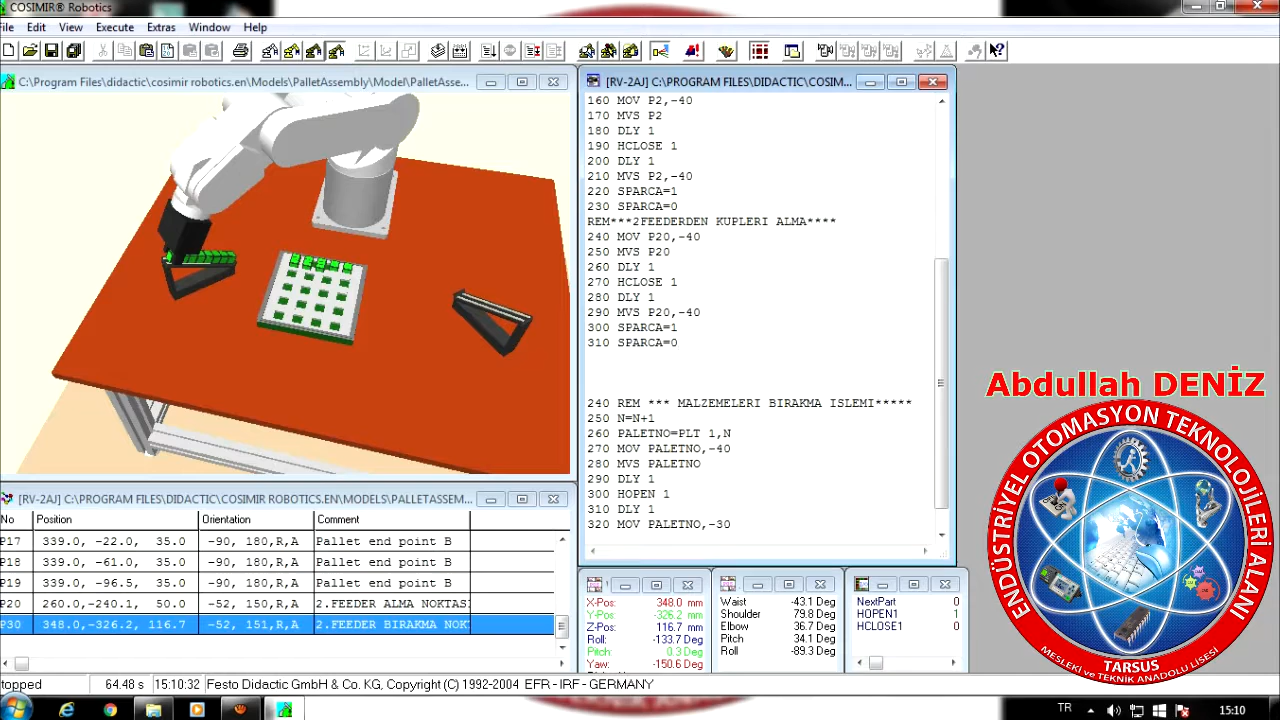 COSIMIR® Robotics
File Edit View Execute Extras Window Help
C:\Program Files\didactic\cosimir robotics.en\Models\PalletAssembly\Model\PalletAsse...
[RV-2AJ] C:\PROGRAM FILES\DIDACTIC\COSIM...
160 MOV P2,-40
170 MVS P2
180 DLY 1
190 HCLOSE 1
200 DLY 1
210 MVS P2,-40
220 SPARCA=1
230 SPARCA=0
REM***2FEEDERDEN KUPLERI ALMA****
240 MOV P20,-40
250 MVS P20
260 DLY 1
270 HCLOSE 1
280 DLY 1
290 MVS P20,-40
300 SPARCA=1
310 SPARCA=0
240 REM *** MALZEMELERI BIRAKMA ISLEMI*****
250 N=N+1
260 PALETNO=PLT 1,N
270 MOV PALETNO,-40
280 MVS PALETNO
290 DLY 1
300 HOPEN 1
310 DLY 1
320 MOV PALETNO,-30
Abdullah DENİZ
ENDÜSTRİYEL OTOMASYON TEKNOLOJİLERİ ALANI
TARSUS
MESLEKİ ve TEKNİK ANADOLU LİSESİ
[RV-2AJ] C:\PROGRAM FILES\DIDACTIC\COSIMIR ROBOTICS.EN\MODELS\PALLETASSEM...
No Position Orientation Comment
P17 339.0, -22.0, 35.0 -90, 180,R,A Pallet end point B
P18 339.0, -61.0, 35.0 -90, 180,R,A Pallet end point B
P19 339.0, -96.5, 35.0 -90, 180,R,A Pallet end point B
P20 260.0,-240.1, 50.0 -52, 150,R,A 2.FEEDER ALMA NOKTAS
P30 348.0,-326.2, 116.7 -52, 151,R,A 2.FEEDER BIRAKMA NOK
X-Pos: 348.0 mm
Y-Pos: -326.2 mm
Z-Pos: 116.7 mm
Roll: -133.7 Deg
Pitch: 0.3 Deg
Yaw: -150.6 Deg
Waist -43.1 Deg
Shoulder 79.8 Deg
Elbow 36.7 Deg
Pitch 34.1 Deg
Roll -89.3 Deg
NextPart 0
HOPEN1 1
HCLOSE1 0
topped 64.48 s 15:10:32 Festo Didactic GmbH & Co. KG, Copyright (C) 1992-2004 EFR - IRF - GERMANY
TR 15:10